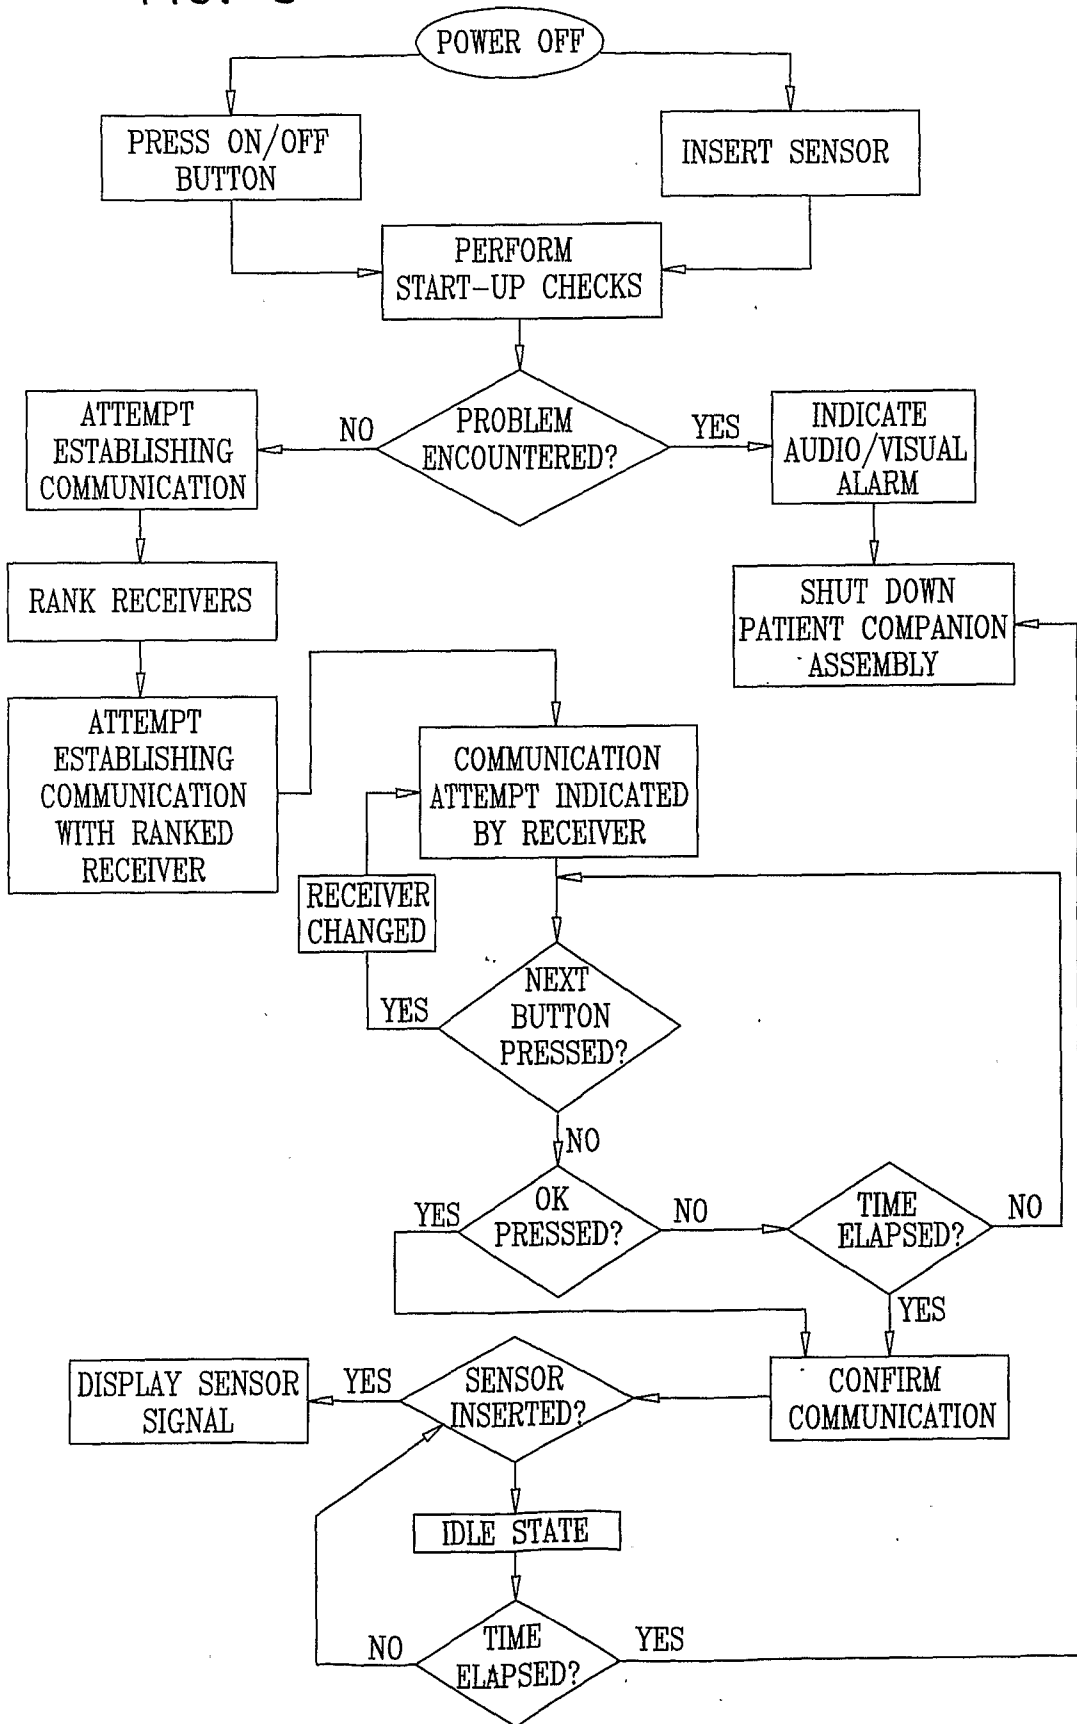 POWER OFF
PRESS ON/OFF
BUTTON
INSERT SENSOR
PERFORM
START-UP CHECKS
PROBLEM
ENCOUNTERED?
NO
YES
ATTEMPT
ESTABLISHING
COMMUNICATION
INDICATE
AUDIO/VISUAL
ALARM
RANK RECEIVERS
SHUT DOWN
PATIENT COMPANION
ASSEMBLY
ATTEMPT
ESTABLISHING
COMMUNICATION
WITH RANKED
RECEIVER
COMMUNICATION
ATTEMPT INDICATED
BY RECEIVER
RECEIVER
CHANGED
NEXT
BUTTON
PRESSED?
YES
NO
OK
PRESSED?
YES
NO
TIME
ELAPSED?
NO
YES
CONFIRM
COMMUNICATION
SENSOR
INSERTED?
YES
DISPLAY SENSOR
SIGNAL
IDLE STATE
TIME
ELAPSED?
NO
YES